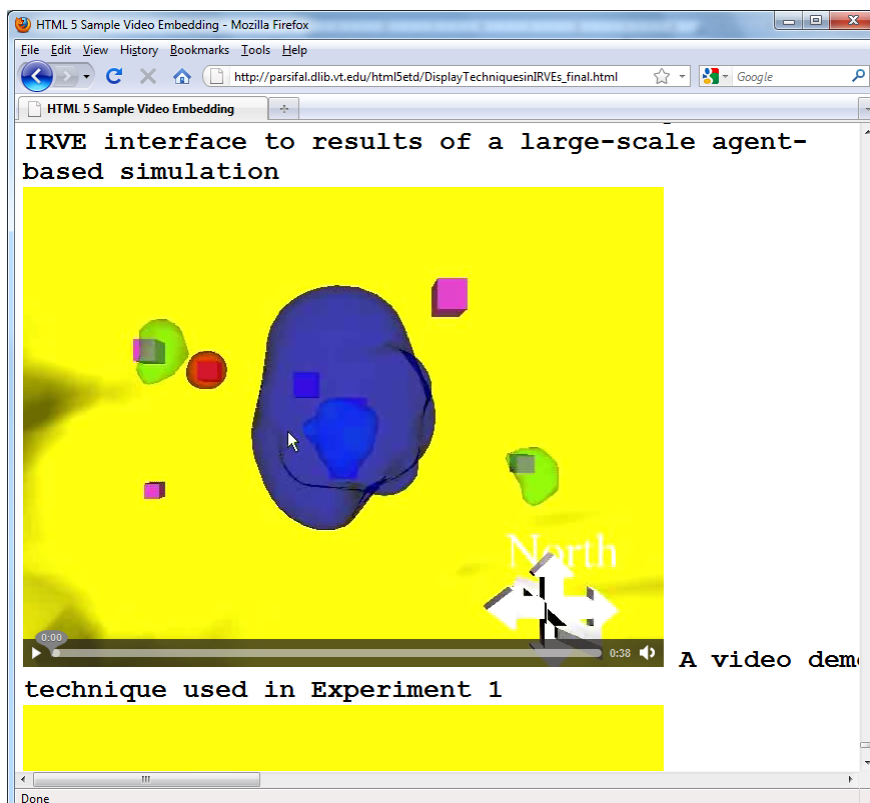 HTML 5 Sample Video Embedding - Mozilla Firefox
File Edit View History Bookmarks Tools Help
http://parsifal.dlib.vt.edu/html5etd/DisplayTechniquesinIRVEs_final.html
Google
HTML 5 Sample Video Embedding
IRVE interface to results of a large-scale agent-
based simulation
North
0:00
0:38
A video dem
technique used in Experiment 1
Done